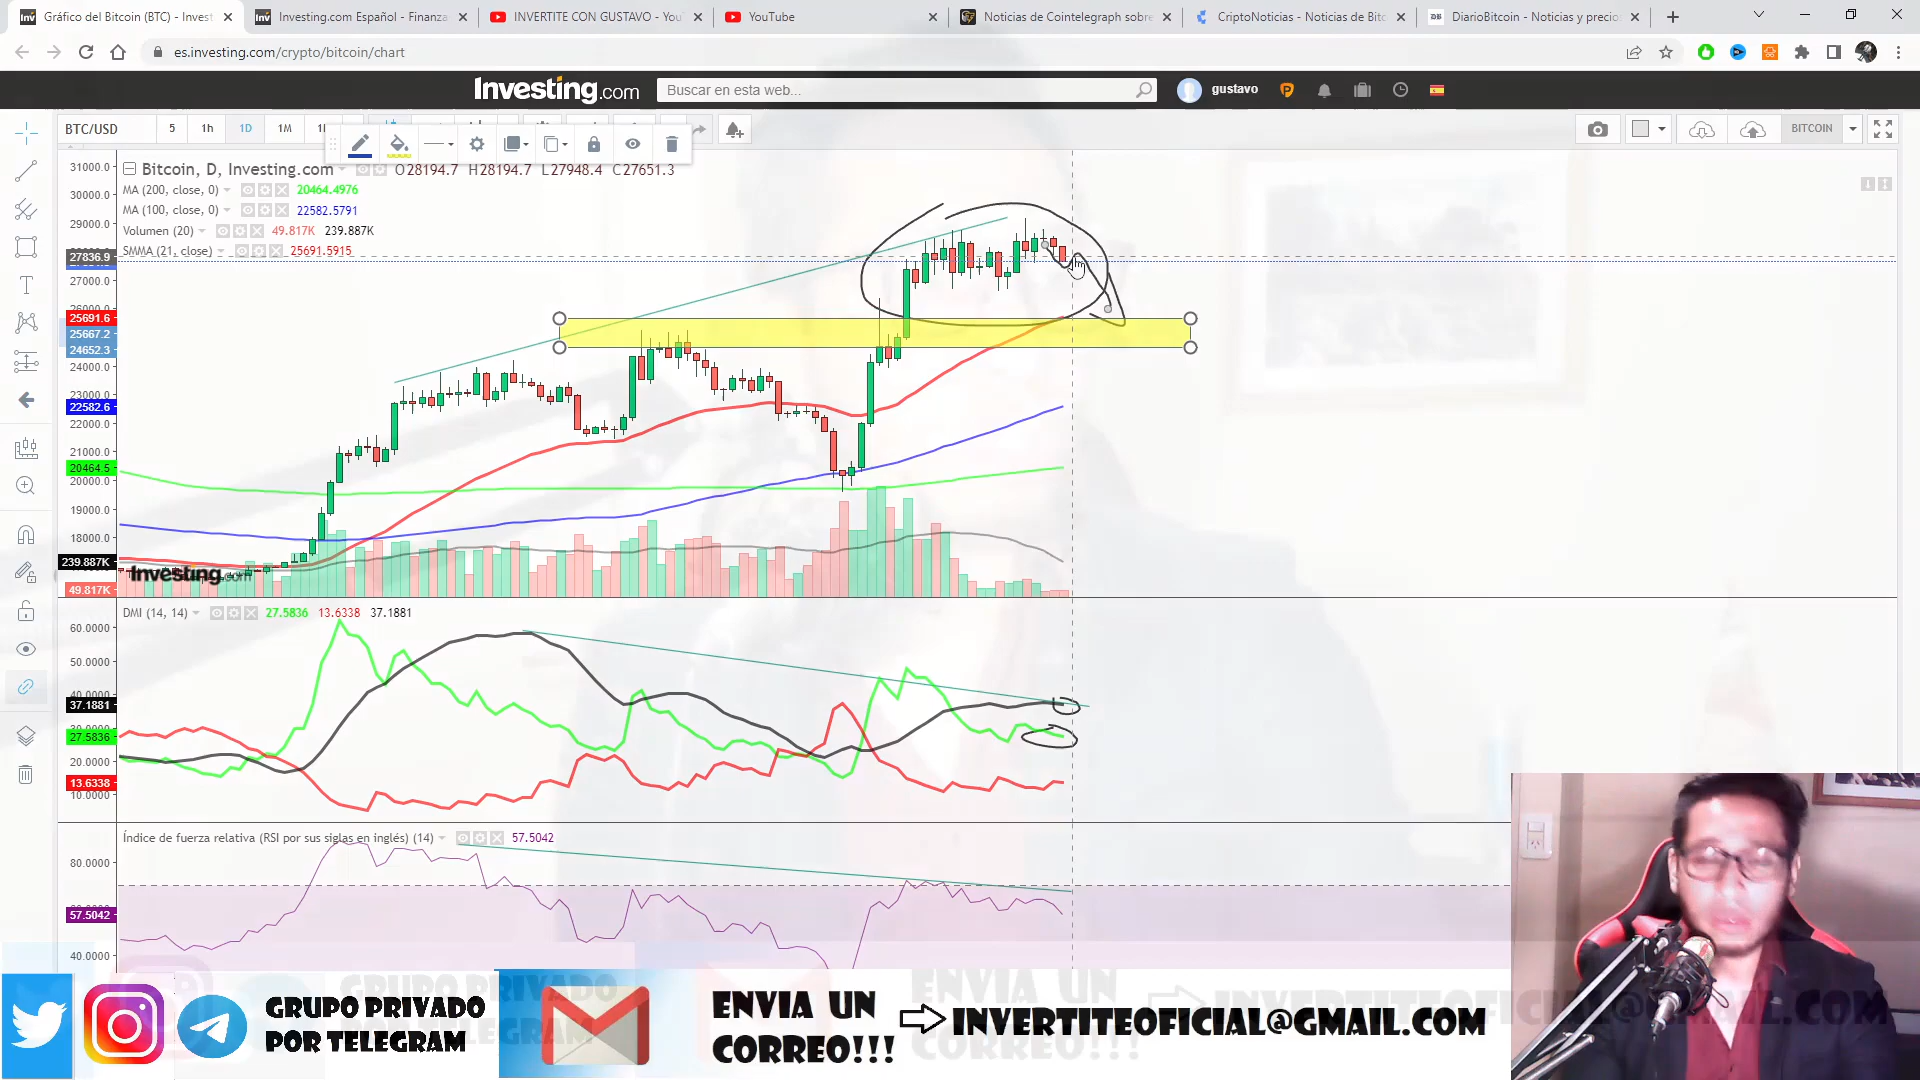 Gráfico del Bitcoin (BTC) - Invest
Investing.com Español - Finanza
INVERTITE CON GUSTAVO - You
YouTube
Noticias de Cointelegraph sobre
CriptoNoticias - Noticias de Bitc
DiarioBitcoin - Noticias y precio
es.investing.com/crypto/bitcoin/chart
Investing.com
Buscar en esta web...
gustavo
BTC/USD
5
1h
1D
1M
BITCOIN
Bitcoin, D, Investing.com
O28194.7 H28194.7 L27948.4 C27651.3
MA (200, close, 0) 20464.4976
MA (100, close, 0) 22582.5791
Volumen (20) 49.817K 239.887K
SMMA (21, close) 25691.5915
31000.0
30000.0
29000.0
27836.9
27000.0
25691.6
25667.2
24652.3
24000.0
23000.0
22582.6
22000.0
21000.0
20464.5
20000.0
19000.0
18000.0
239.887K
49.817K
Investing.com
DMI (14, 14) 27.5836 13.6338 37.1881
60.0000
50.0000
40.0000
37.1881
27.5836
20.0000
13.6338
10.0000
Índice de fuerza relativa (RSI por sus siglas en inglés) (14) 57.5042
80.0000
57.5042
40.0000
GRUPO PRIVADO
POR TELEGRAM
ENVIA UN
CORREO!!!
INVERTITEOFICIAL@GMAIL.COM